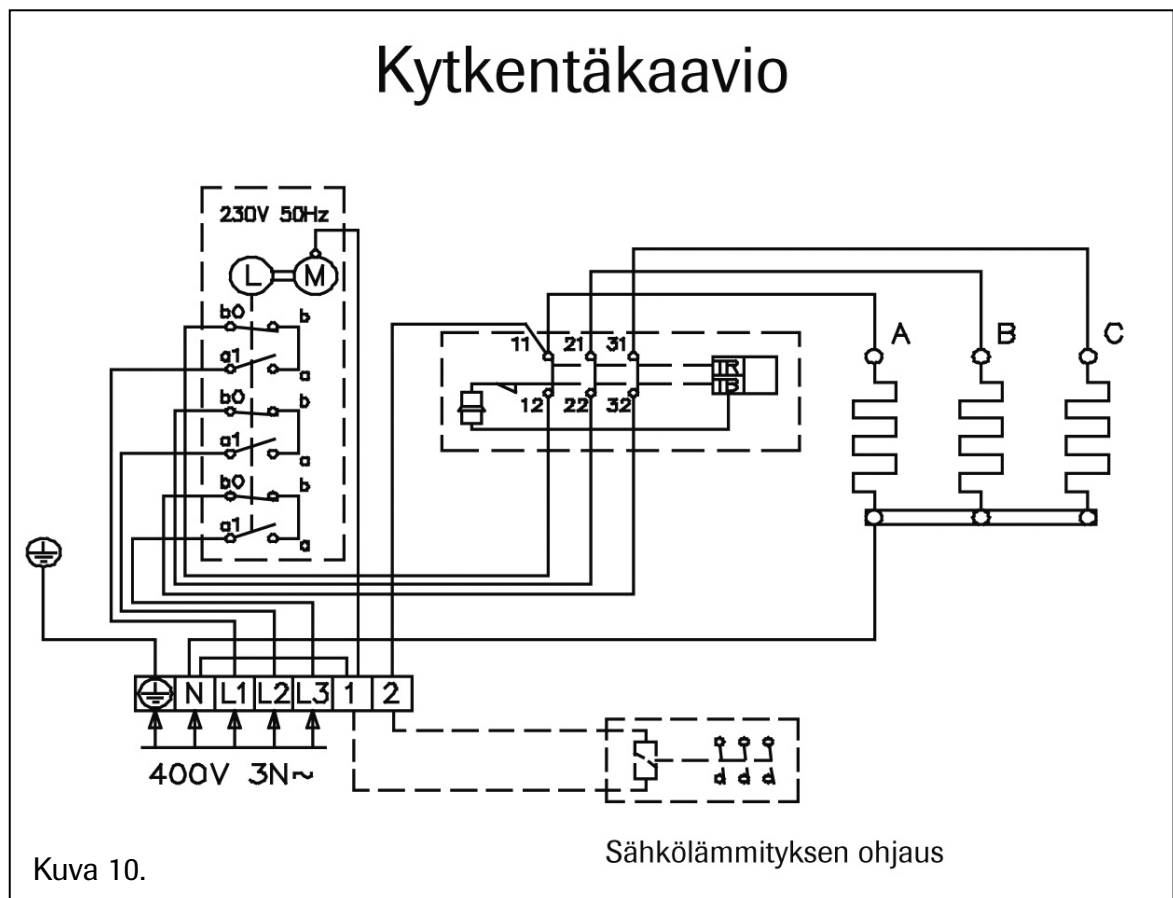 Kytkentäkaavio
230V 50Hz
L M
b0 b
a1 a
b0 b
a1 a
b0 b
a1 a
11 21 31
TR
TB
12 22 32
A B C
N L1 L2 L3 1 2
400V 3N~
Sähkölämmityksen ohjaus
Kuva 10.